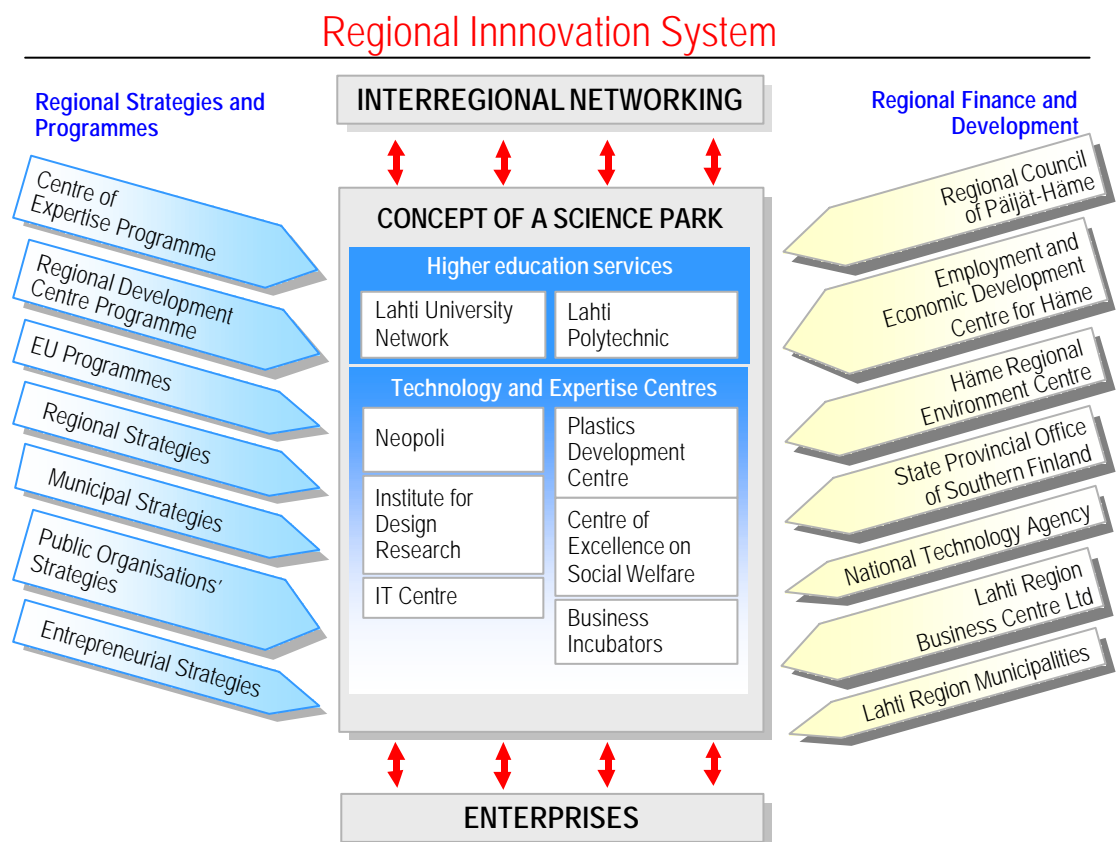 Regional Innnovation System
Regional Strategies and
Programmes
Centre of
Expertise Programme
Regional Development
Centre Programme
EU Programmes
Regional Strategies
Municipal Strategies
Public Organisations'
Strategies
Entrepreneurial Strategies
INTERREGIONAL NETWORKING
CONCEPT OF A SCIENCE PARK
Higher education services
Lahti University
Network
Lahti
Polytechnic
Technology and Expertise Centres
Neopoli
Institute for
Design
Research
IT Centre
Plastics
Development
Centre
Centre of
Excellence on
Social Welfare
Business
Incubators
ENTERPRISES
Regional Finance and
Development
Regional Council
of Päijät-Häme
Employment and
Economic Development
Centre for Häme
Häme Regional
Environment Centre
State Provincial Office
of Southern Finland
National Technology Agency
Lahti Region
Business Centre Ltd
Lahti Region Municipalities